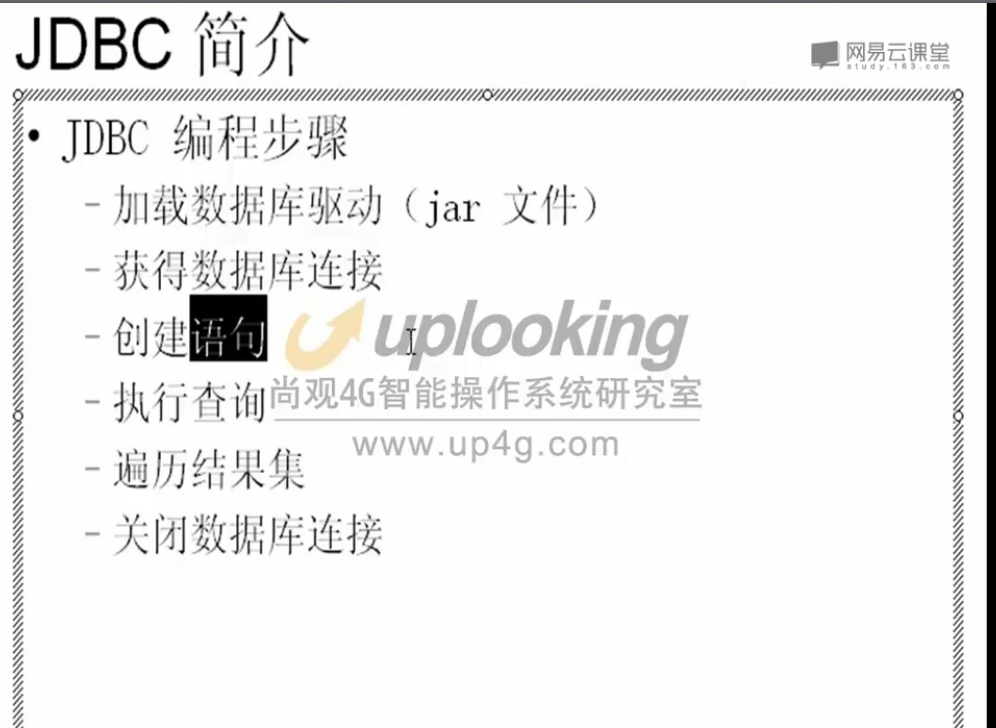 JDBC 简介
网易云课堂
study.163.com
• JDBC 编程步骤
– 加载数据库驱动（jar 文件）
– 获得数据库连接
– 创建语句
uplooking
– 执行查询
尚观4G智能操作系统研究室
www.up4g.com
– 遍历结果集
– 关闭数据库连接